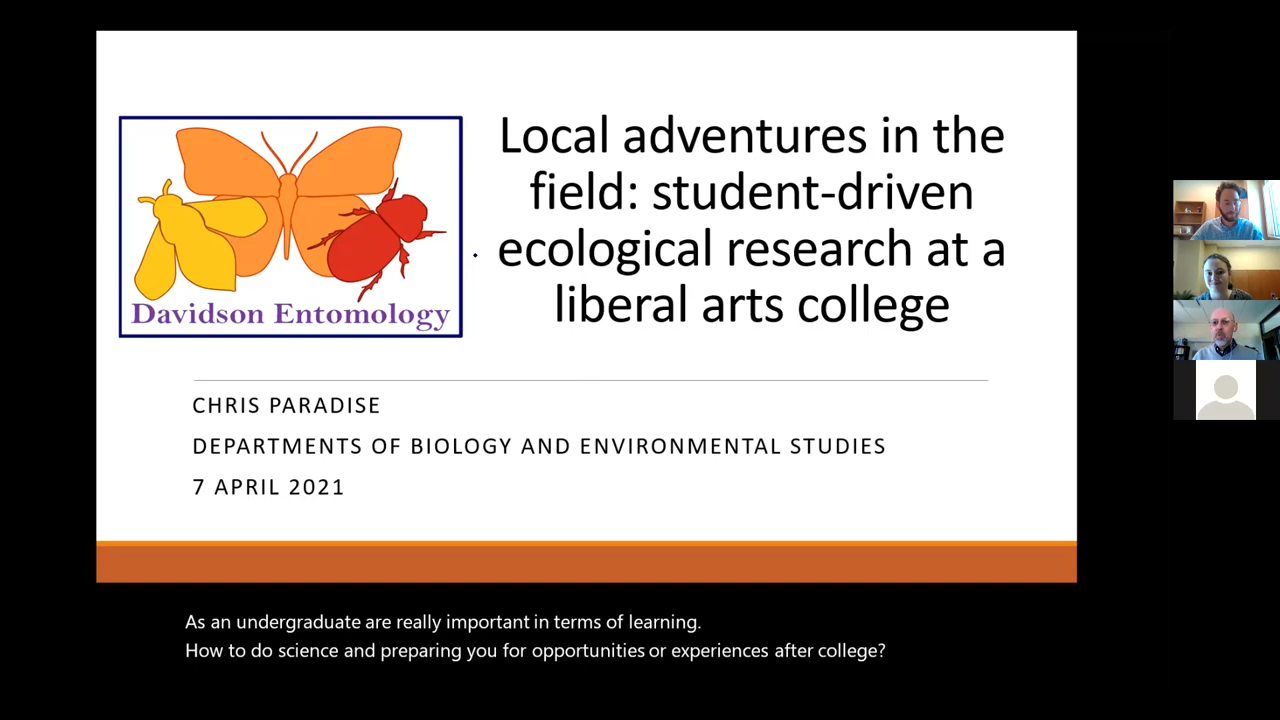 Local adventures in the
field: student-driven
ecological research at a
liberal arts college
Davidson Entomology
CHRIS PARADISE
DEPARTMENTS OF BIOLOGY AND ENVIRONMENTAL STUDIES
7 APRIL 2021
As an undergraduate are really important in terms of learning.
How to do science and preparing you for opportunities or experiences after college?